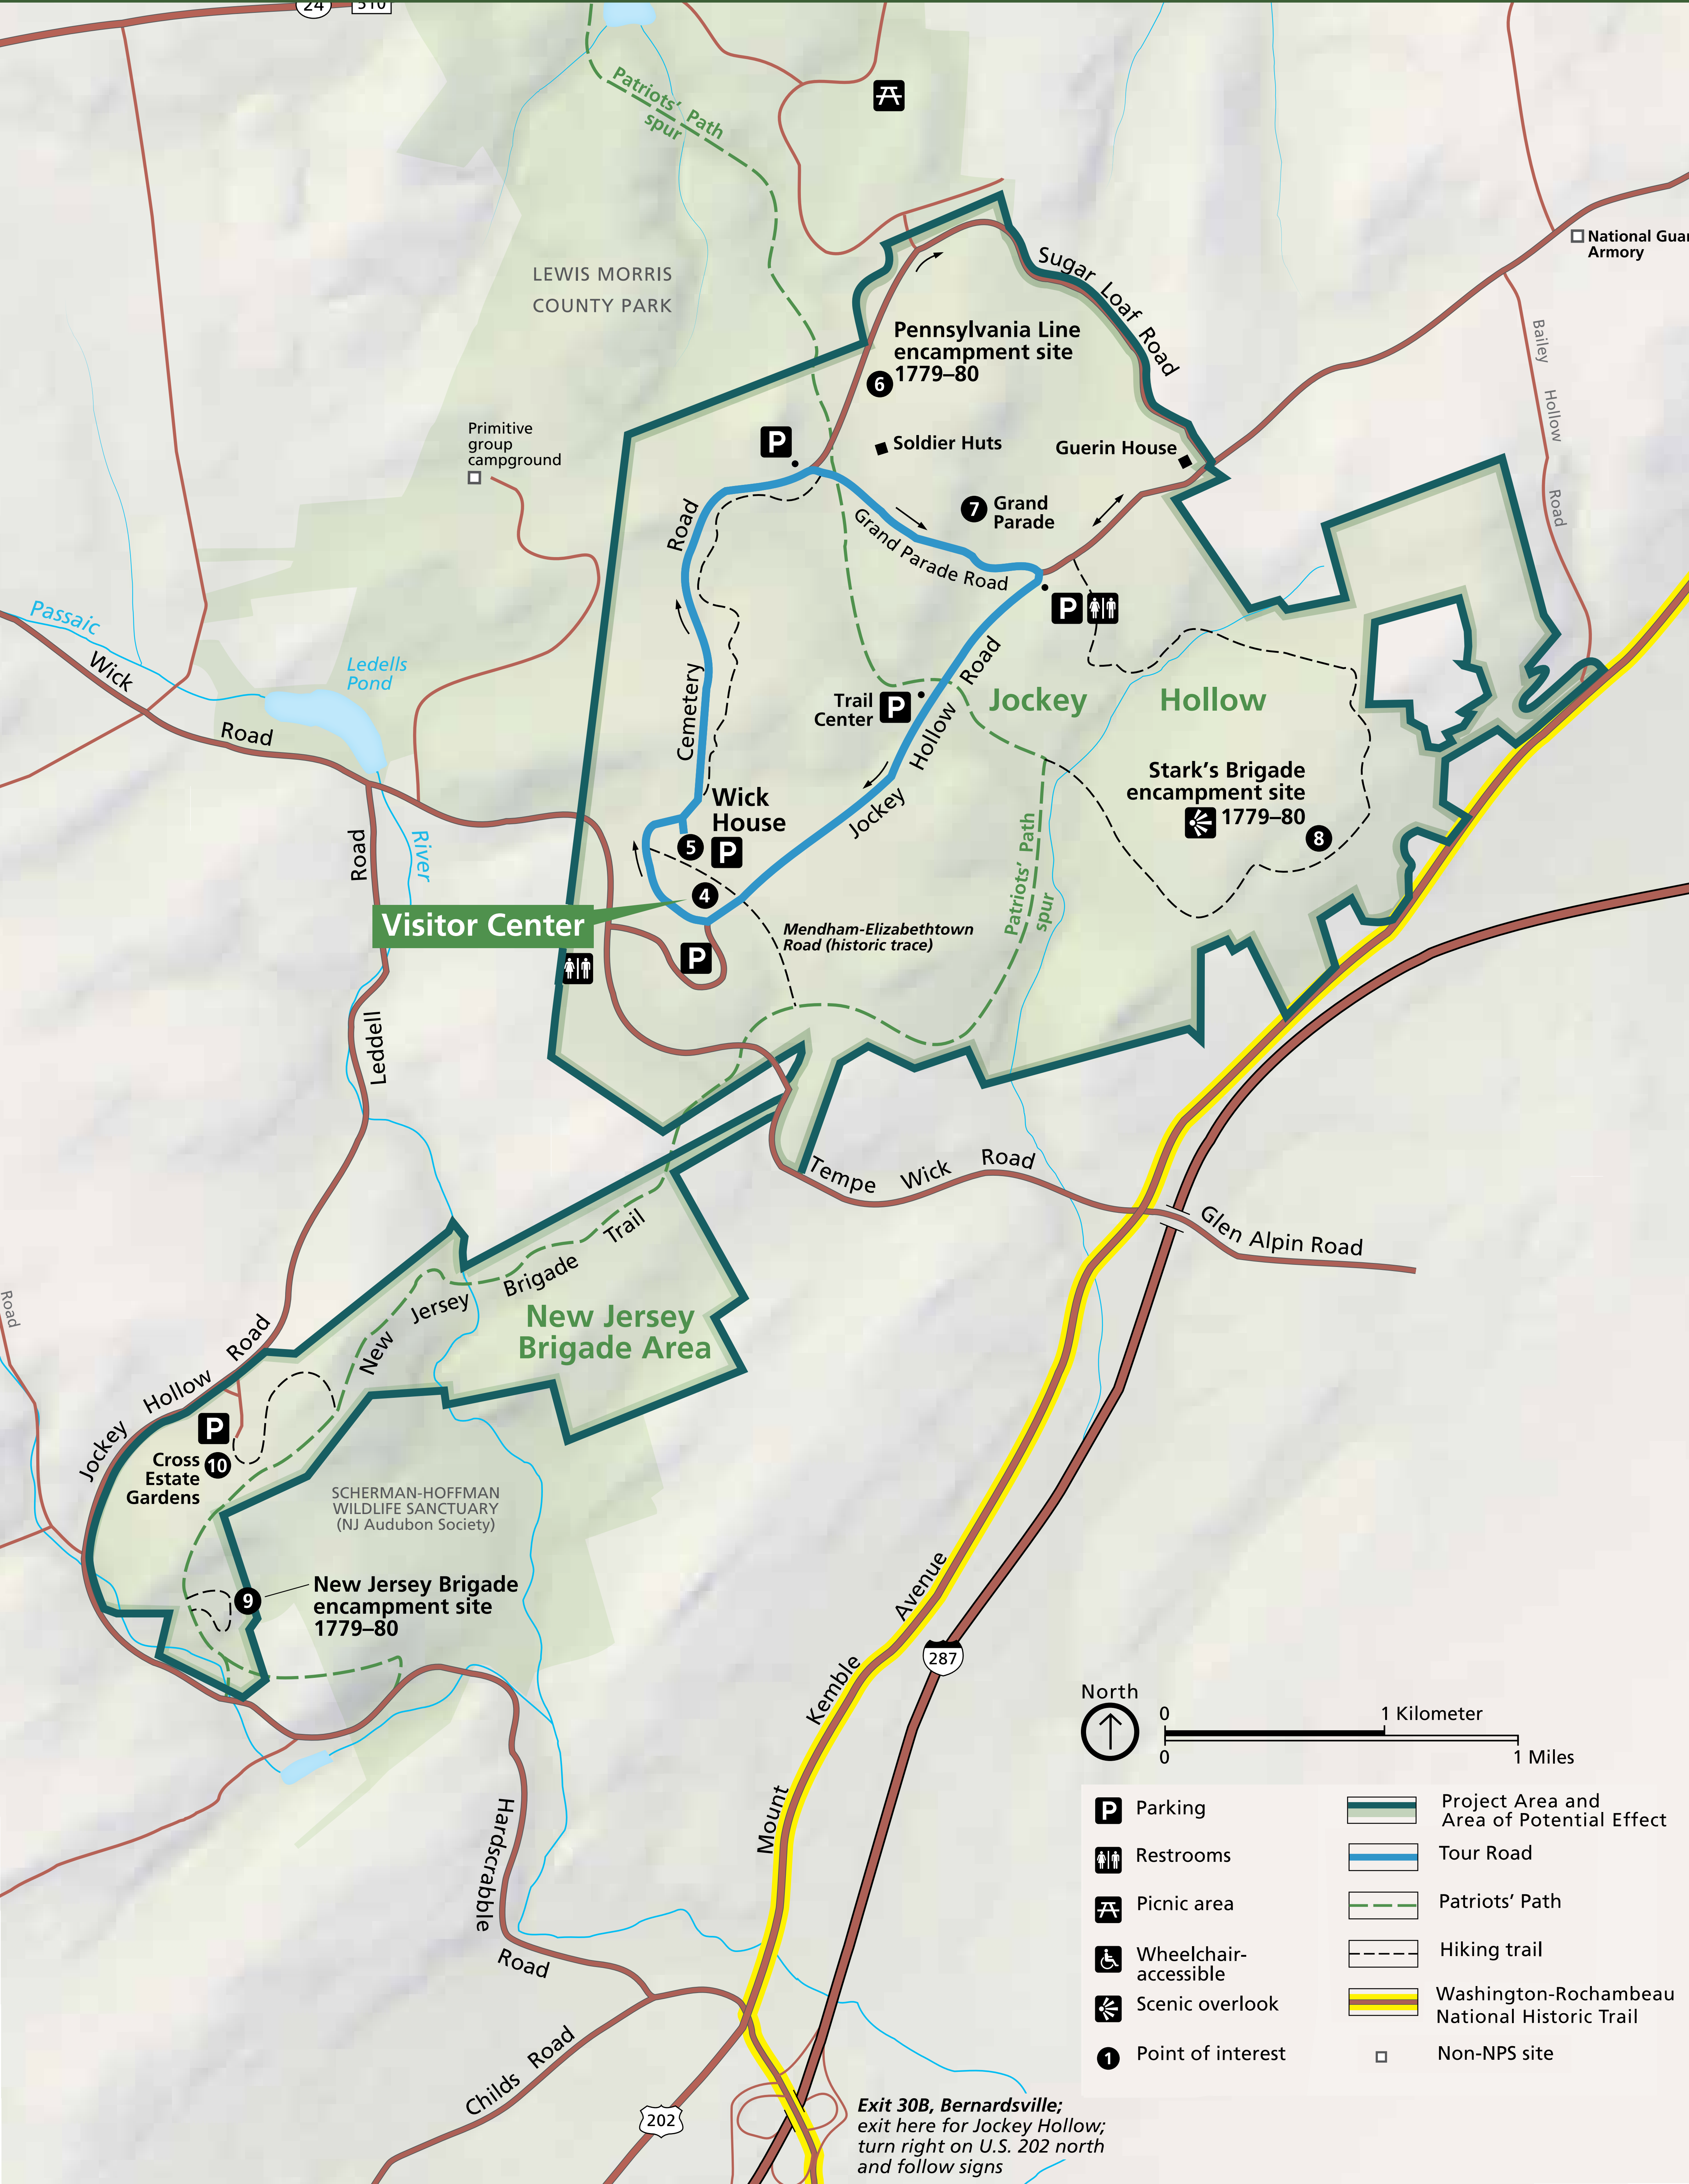 24
510
Patriots' Path
spur
LEWIS MORRIS
COUNTY PARK
National Guar
Armory
Sugar Loaf Road
Bailey Hollow Road
Pennsylvania Line
encampment site
1779–80
6
Primitive
group
campground
P
Soldier Huts
Guerin House
7
Grand
Parade
Road
Grand Parade Road
Passaic
Wick
Road
Ledells
Pond
P
Trail
Center
P
Jockey Hollow
Cemetery
Road
Hollow
Jockey
Stark's Brigade
encampment site
1779–80
8
Wick
House
5
P
4
Road
River
Visitor Center
P
Mendham-Elizabethtown
Road (historic trace)
Patriots' Path
spur
Leddell
Tempe Wick Road
Glen Alpin Road
New Jersey Brigade Trail
New Jersey
Brigade Area
Road
Jockey Hollow Road
P
Cross
Estate
Gardens
10
SCHERMAN-HOFFMAN
WILDLIFE SANCTUARY
(NJ Audubon Society)
9
New Jersey Brigade
encampment site
1779–80
Mount Kemble Avenue
287
Hardscrabble
Road
Childs Road
202
Exit 30B, Bernardsville;
exit here for Jockey Hollow;
turn right on U.S. 202 north
and follow signs
North
0
1 Kilometer
0
1 Miles
P
Parking
Restrooms
Picnic area
Wheelchair-
accessible
Scenic overlook
1
Point of interest
Project Area and
Area of Potential Effect
Tour Road
Patriots' Path
Hiking trail
Washington-Rochambeau
National Historic Trail
Non-NPS site